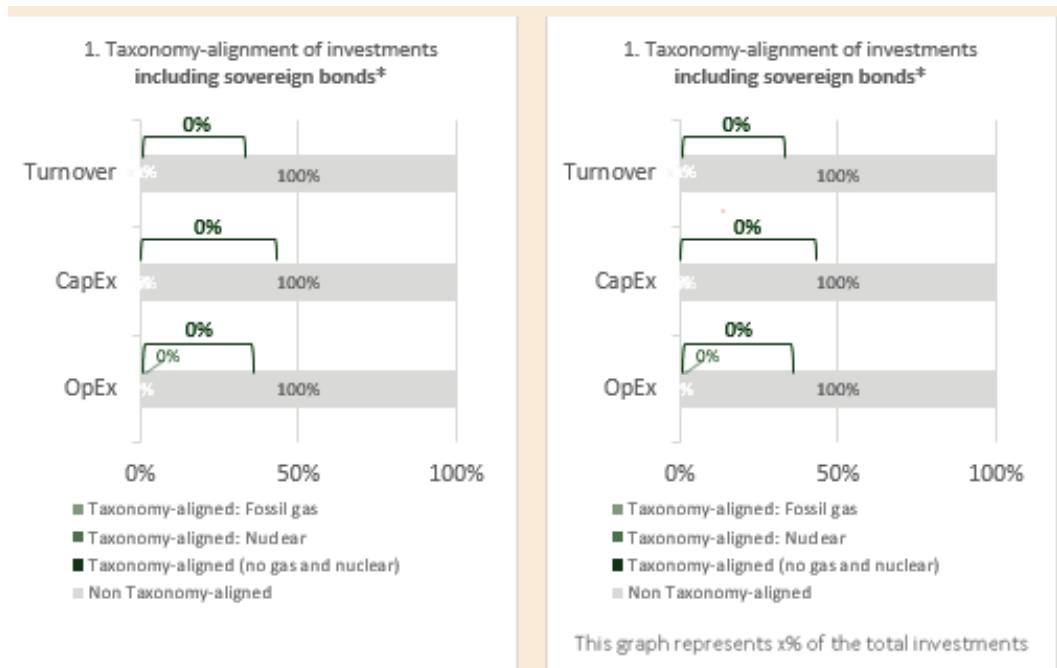 1. Taxonomy-alignment of investments
including sovereign bonds*
0%
Turnover
100%
0%
CapEx
100%
0%
0%
OpEx
100%
0%
50%
100%
Taxonomy-aligned: Fossil gas
Taxonomy-aligned: Nuclear
Taxonomy-aligned (no gas and nuclear)
Non Taxonomy-aligned
1. Taxonomy-alignment of investments
including sovereign bonds*
0%
Turnover
100%
0%
CapEx
100%
0%
0%
OpEx
100%
0%
50%
100%
Taxonomy-aligned: Fossil gas
Taxonomy-aligned: Nuclear
Taxonomy-aligned (no gas and nuclear)
Non Taxonomy-aligned
This graph represents x% of the total investments